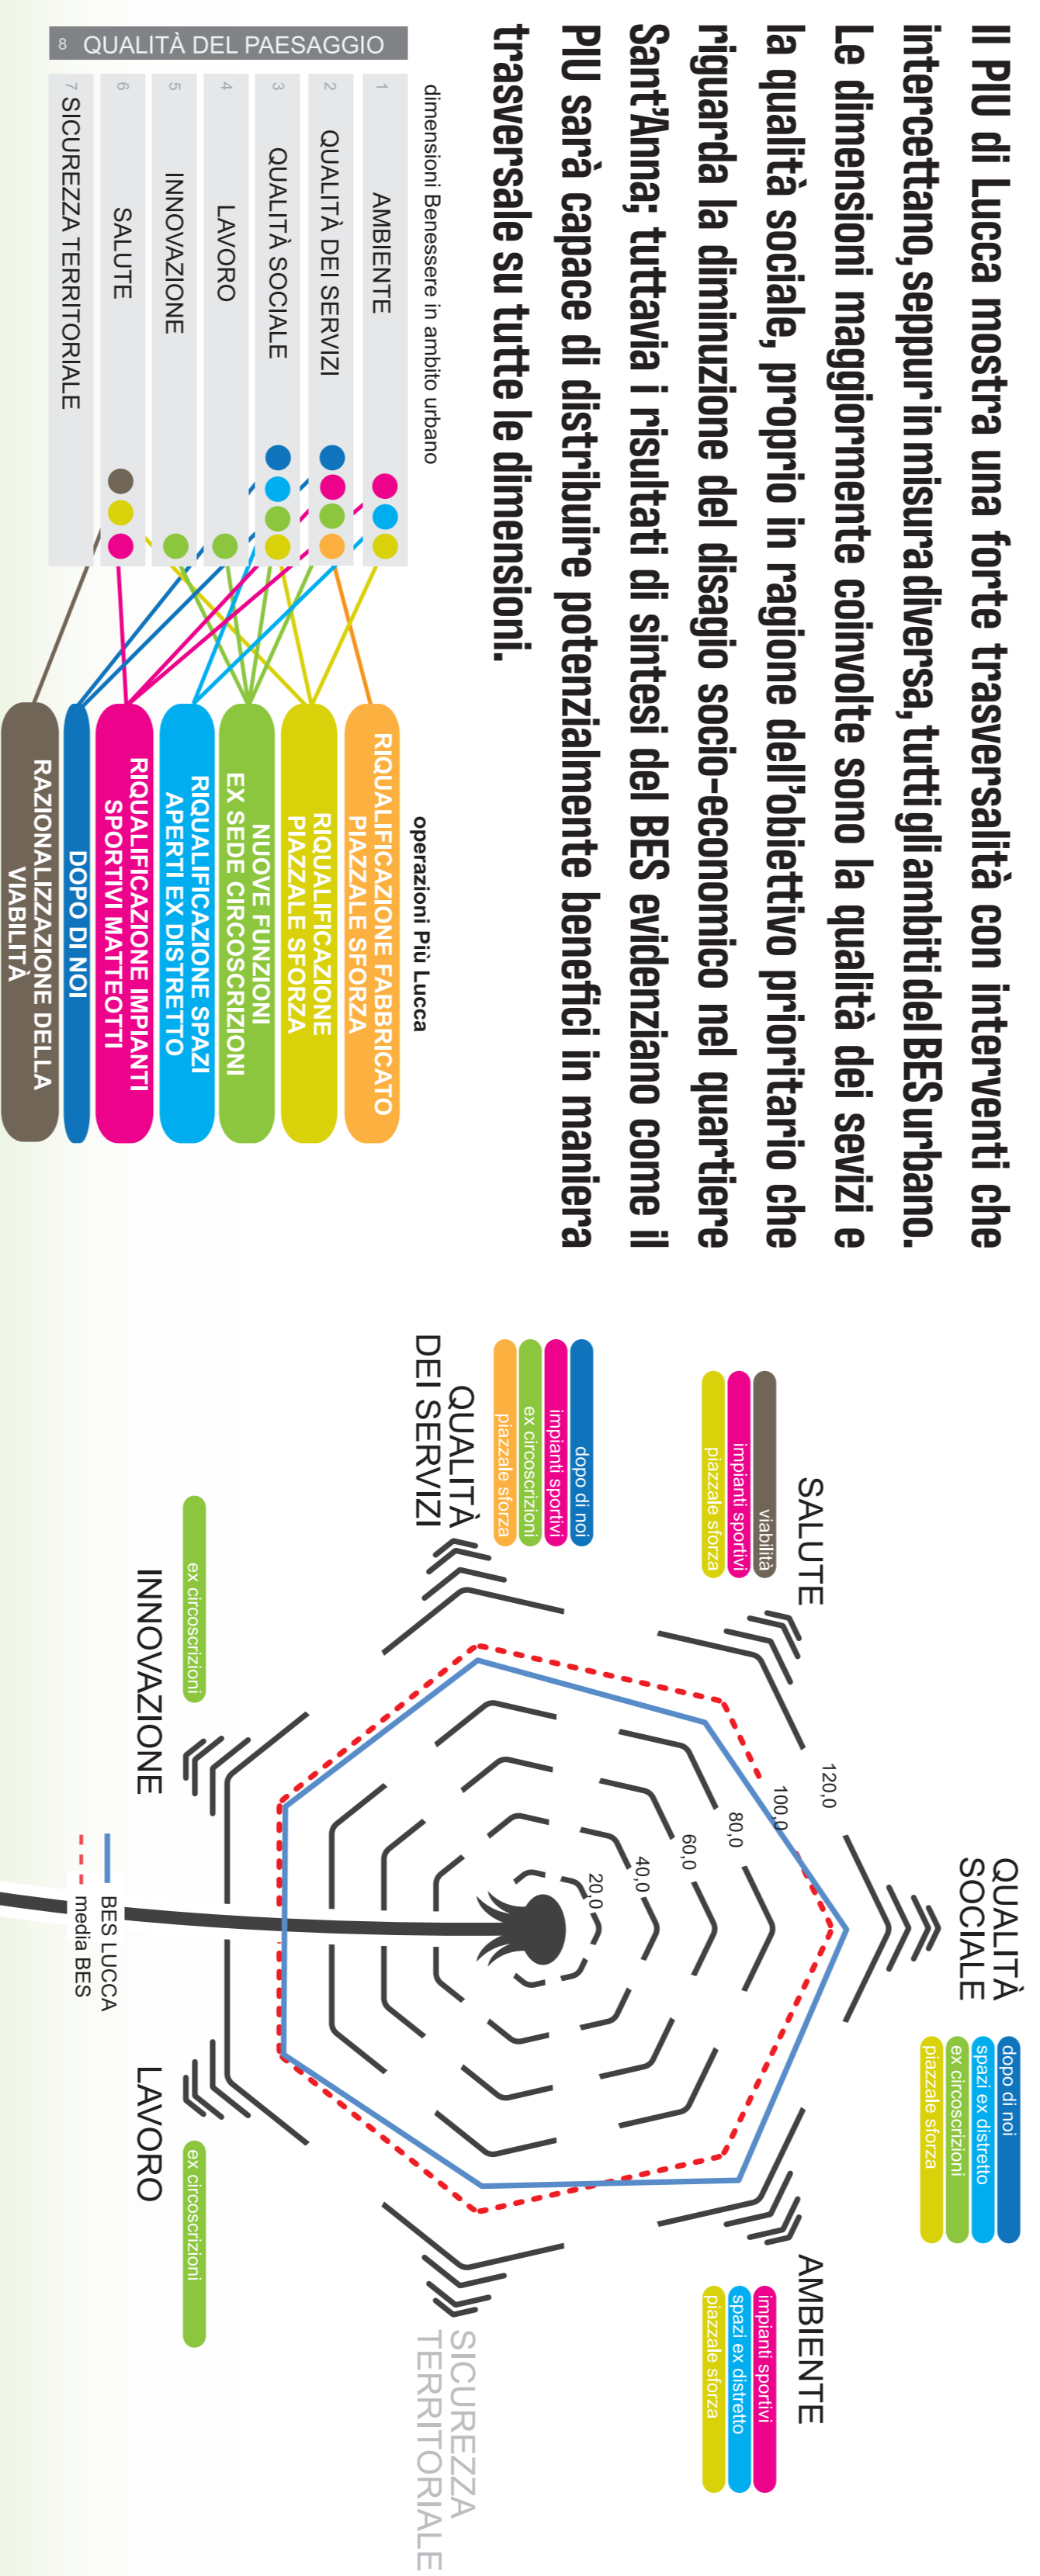 Il PIU di Lucca mostra una forte trasversalità con interventi che
intercettano, seppur in misura diversa, tutti gli ambiti del BES urbano.
Le dimensioni maggiormente coinvolte sono la qualità dei sevizi e
la qualità sociale, proprio in ragione dell'obiettivo prioritario che
riguarda la diminuzione del disagio socio-economico nel quartiere
Sant'Anna; tuttavia i risultati di sintesi del BES evidenziano come il
PIU sarà capace di distribuire potenzialmente benefici in maniera
trasversale su tutte le dimensioni.
dimensioni Benessere in ambito urbano
operazioni Più Lucca
1 AMBIENTE
2 QUALITÀ DEI SERVIZI
3 QUALITÀ SOCIALE
4 LAVORO
5 INNOVAZIONE
6 SALUTE
7 SICUREZZA TERRITORIALE
8 QUALITÀ DEL PAESAGGIO
RIQUALIFICAZIONE FABBRICATO
PIAZZALE SFORZA
RIQUALIFICAZIONE
PIAZZALE SFORZA
NUOVE FUNZIONI
EX SEDE CIRCOSCRIZIONI
RIQUALIFICAZIONE SPAZI
APERTI EX DISTRETTO
RIQUALIFICAZIONE IMPIANTI
SPORTIVI MATTEOTTI
DOPO DI NOI
RAZIONALIZZAZIONE DELLA
VIABILITÀ
QUALITÀ
SOCIALE
dopo di noi
spazi ex distretto
ex circoscrizioni
piazzale sforza
SALUTE
viabilità
impianti sportivi
piazzale sforza
AMBIENTE
impianti sportivi
spazi ex distretto
piazzale sforza
120,0
100,0
80,0
60,0
40,0
20,0
dopo di noi
impianti sportivi
ex circoscrizioni
piazzale sforza
QUALITÀ
DEI SERVIZI
SICUREZZA
TERRITORIALE
ex circoscrizioni
INNOVAZIONE
LAVORO
ex circoscrizioni
BES LUCCA
media BES